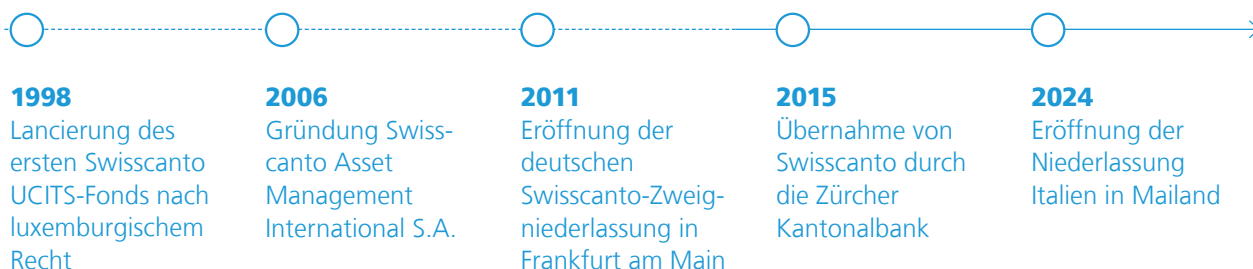 1998
Lancierung des
ersten Swisscanto
UCITS-Fonds nach
luxemburgischem
Recht
2006
Gründung Swiss-
canto Asset
Management
International S.A.
2011
Eröffnung der
deutschen
Swisscanto-Zweig-
niederlassung in
Frankfurt am Main
2015
Übernahme von
Swisscanto durch
die Zürcher
Kantonalbank
2024
Eröffnung der
Niederlassung
Italien in Mailand